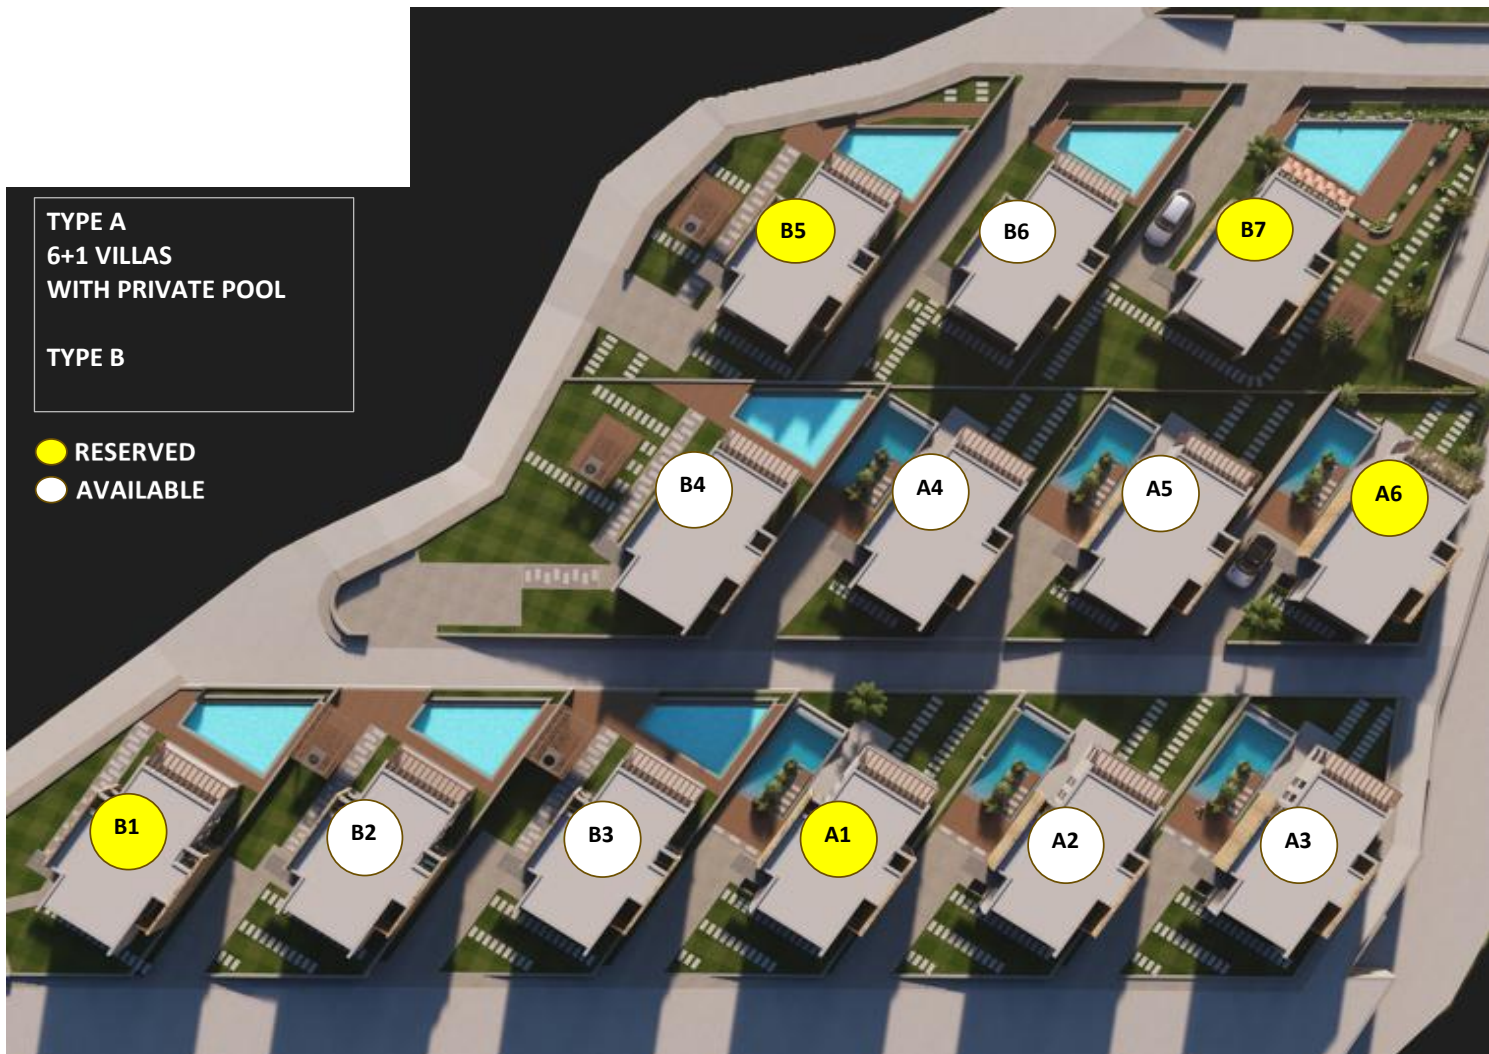 TYPE A
6+1 VILLAS
WITH PRIVATE POOL
TYPE B
RESERVED
AVAILABLE
B5
B6
B7
B4
A4
A5
A6
B1
B2
B3
A1
A2
A3